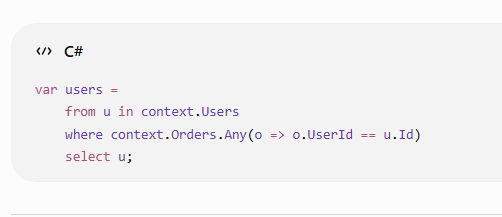 </> C#
var users =
    from u in context.Users
    where context.Orders.Any(o => o.UserId == u.Id)
    select u;